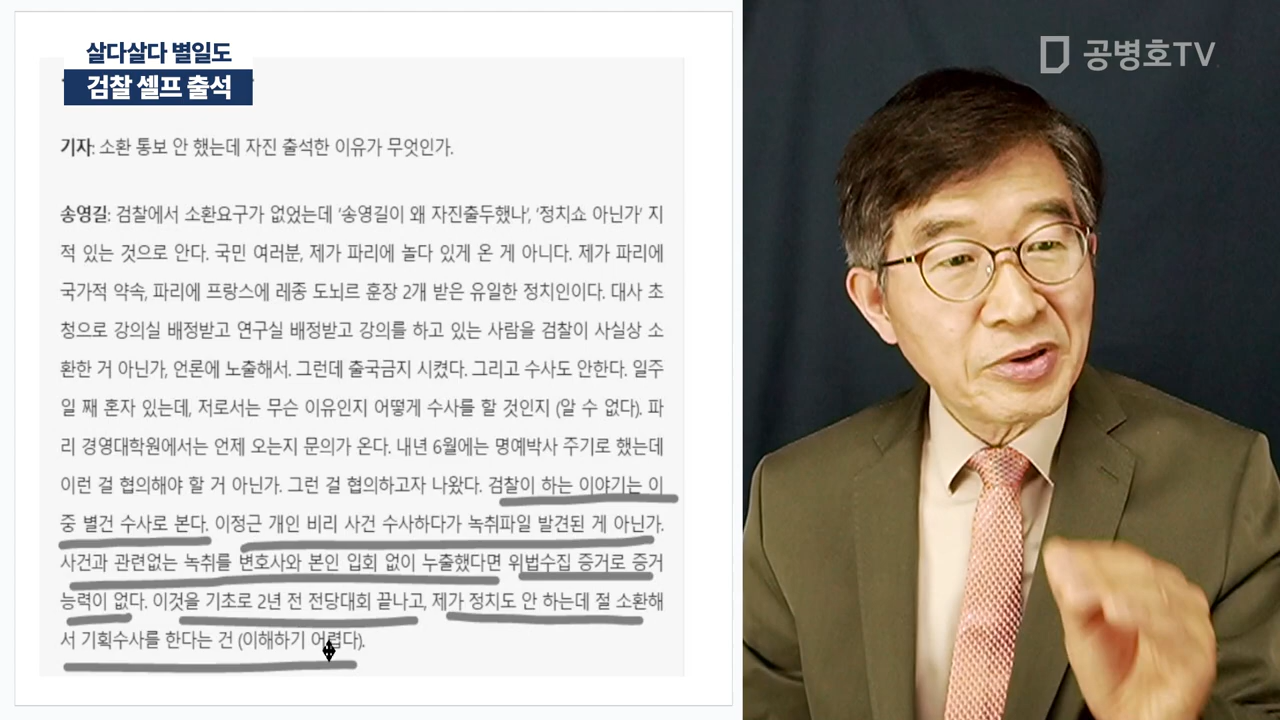 살다살다 별일도
검찰 셀프 출석
공병호TV
기자: 소환 통보 안 했는데 자진 출석한 이유가 무엇인가.
송영길: 검찰에서 소환요구가 없었는데 ‘송영길이 왜 자진출두했나’, ‘정치쇼 아닌가’ 지
적 있는 것으로 안다. 국민 여러분, 제가 파리에 놀다 있게 온 게 아니다. 제가 파리에
국가적 약속, 파리에 프랑스에 레종 도뇌르 훈장 2개 받은 유일한 정치인이다. 대사 초
청으로 강의실 배정받고 연구실 배정받고 강의를 하고 있는 사람을 검찰이 사실상 소
환한 거 아닌가, 언론에 노출해서. 그런데 출국금지 시켰다. 그리고 수사도 안한다. 일주
일 째 혼자 있는데, 저로서는 무슨 이유인지 어떻게 수사를 할 것인지 (알 수 없다). 파
리 경영대학원에서는 언제 오는지 문의가 온다. 내년 6월에는 명예박사 주기로 했는데
이런 걸 협의해야 할 거 아닌가. 그런 걸 협의하고자 나왔다. 검찰이 하는 이야기는 이
중 별건 수사로 본다. 이정근 개인 비리 사건 수사하다가 녹취파일 발견된 게 아닌가.
사건과 관련없는 녹취를 변호사와 본인 입회 없이 누출했다면 위법수집 증거로 증거
능력이 없다. 이것을 기초로 2년 전 전당대회 끝나고, 제가 정치도 안 하는데 절 소환해
서 기획수사를 한다는 건 (이해하기 어렵다).